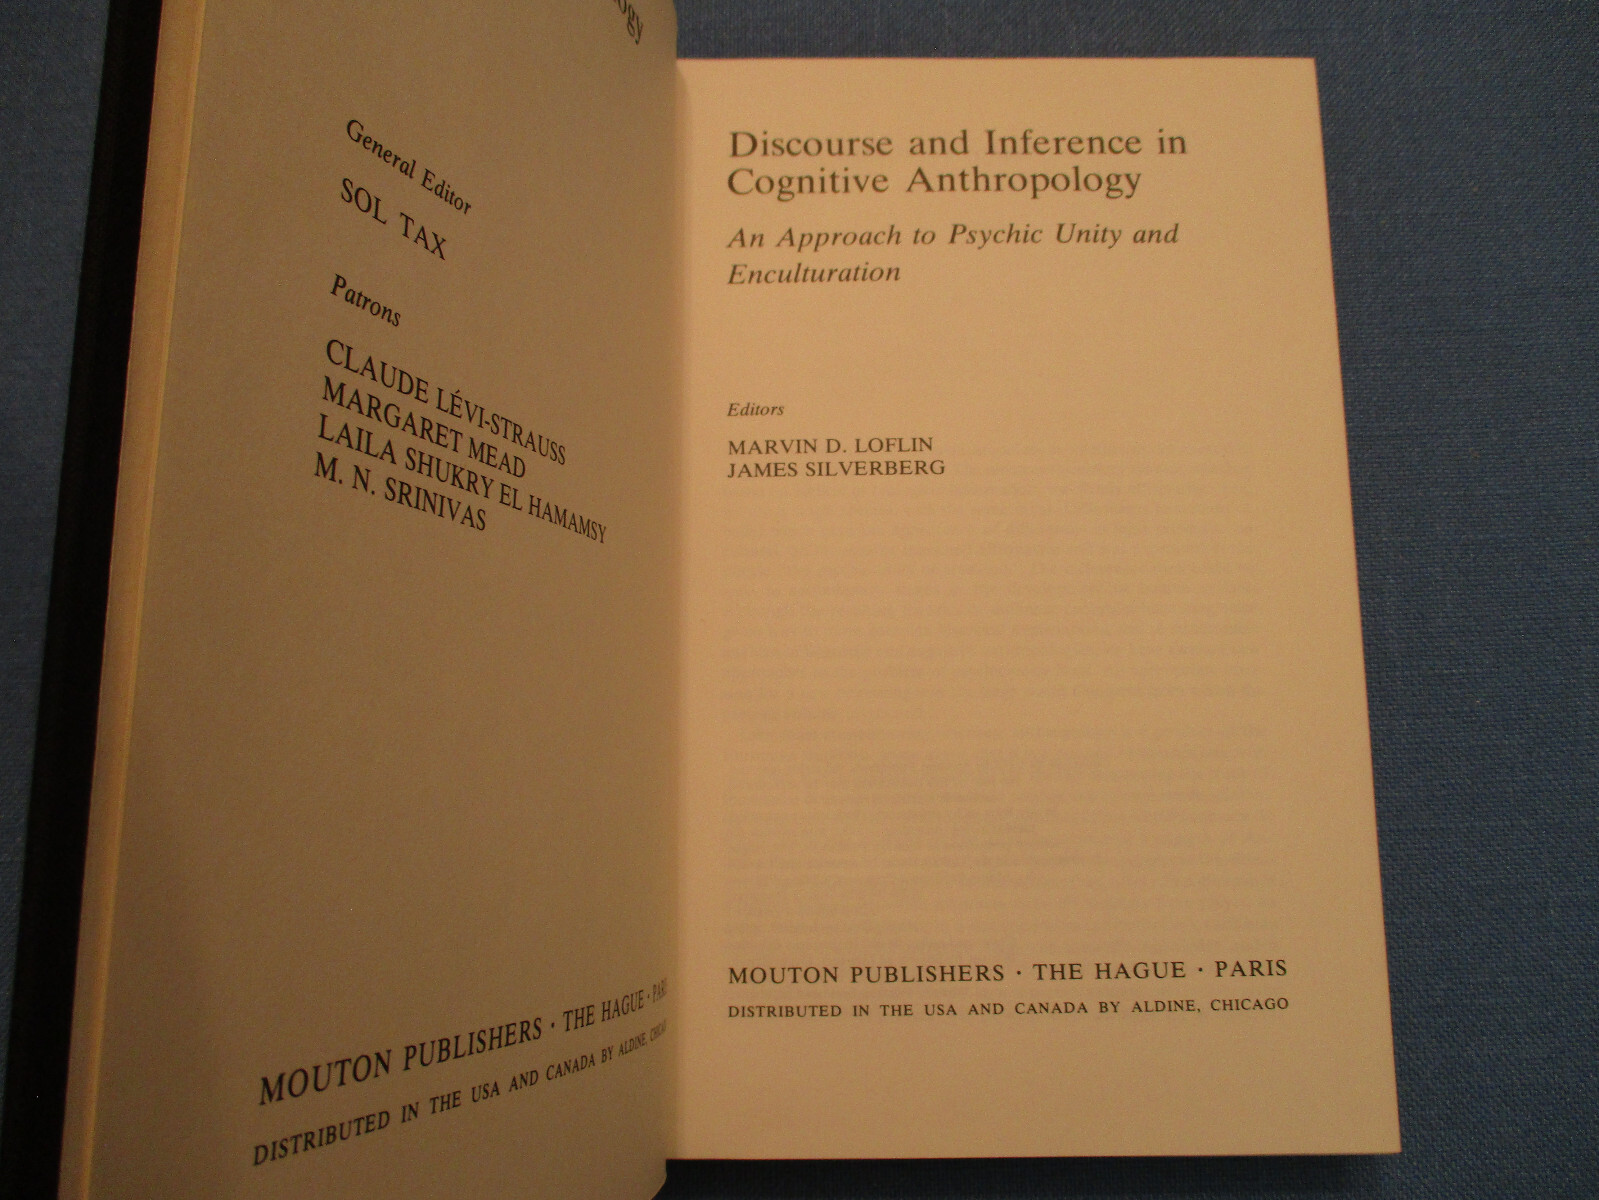 General Editor
SOL TAX
Patrons
CLAUDE LÉVI-STRAUSS
MARGARET MEAD
LAILA SHUKRY EL HAMAMSY
M. N. SRINIVAS
MOUTON PUBLISHERS · THE HAGUE · PARIS
DISTRIBUTED IN THE USA AND CANADA BY ALDINE, CHICAGO
Discourse and Inference in
Cognitive Anthropology
An Approach to Psychic Unity and
Enculturation
Editors
MARVIN D. LOFLIN
JAMES SILVERBERG
MOUTON PUBLISHERS · THE HAGUE · PARIS
DISTRIBUTED IN THE USA AND CANADA BY ALDINE, CHICAGO